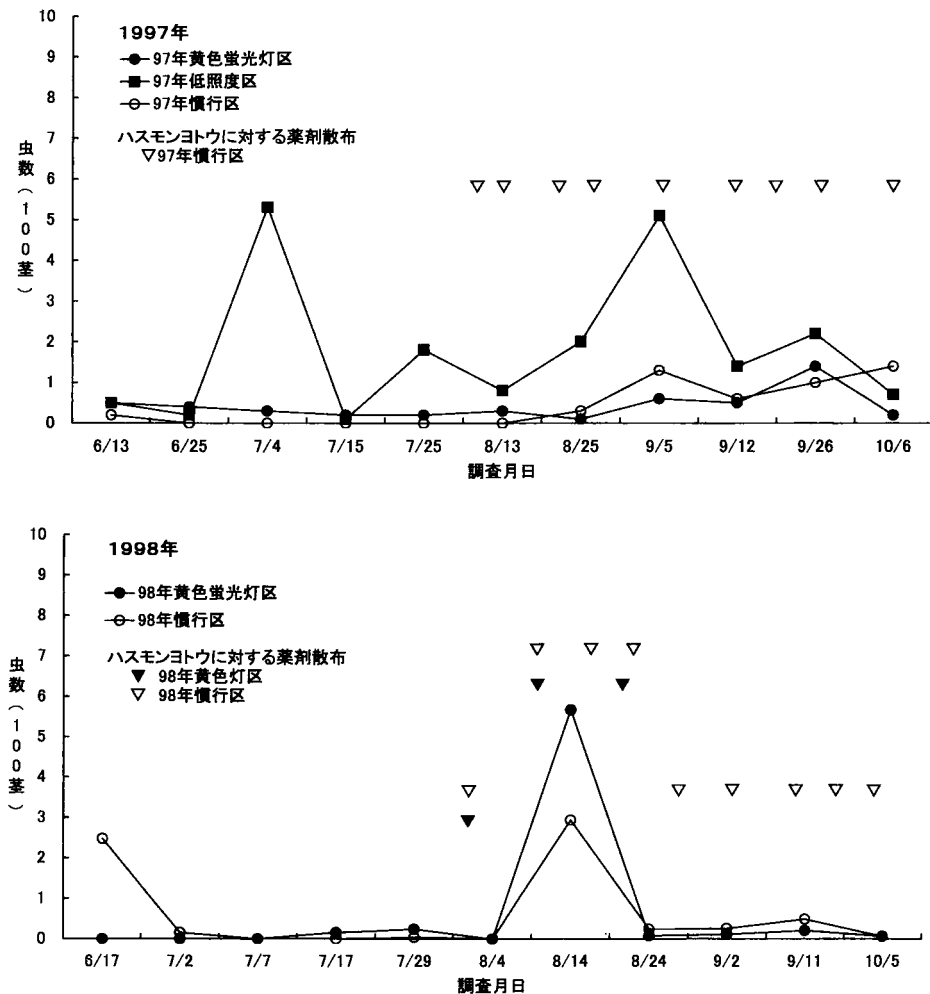 10
9
8
7
6
5
4
3
2
1
0
虫数(100茎)
1997年
97年黄色蛍光灯区
97年低照度区
97年慣行区
ハスモンヨトウに対する薬剤散布
▽97年慣行区
6/13 6/25 7/4 7/15 7/25 8/13 8/25 9/5 9/12 9/26 10/6
調査月日
10
9
8
7
6
5
4
3
2
1
0
虫数(100茎)
1998年
98年黄色蛍光灯区
98年慣行区
ハスモンヨトウに対する薬剤散布
▼ 98年黄色灯区
▽ 98年慣行区
6/17 7/2 7/7 7/17 7/29 8/4 8/14 8/24 9/2 9/11 10/5
調査月日